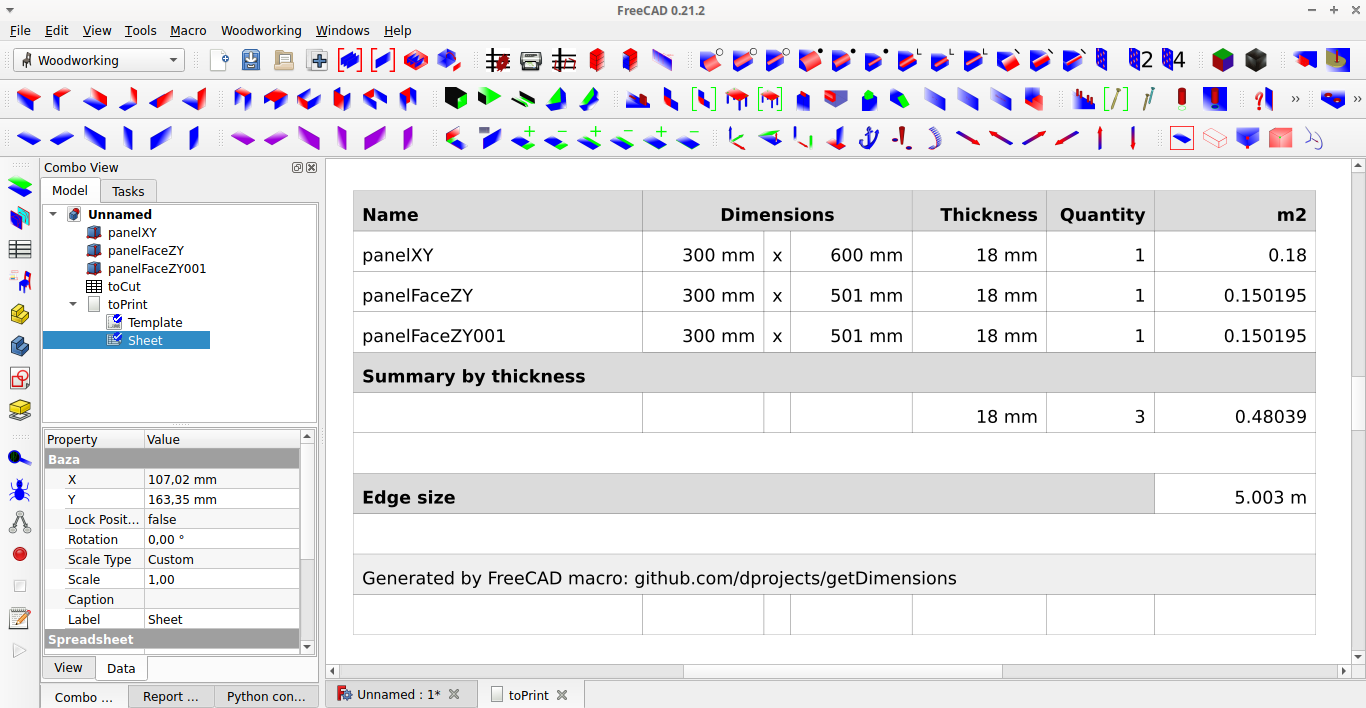 FreeCAD 0.21.2
File Edit View Tools Macro Woodworking Windows Help
Woodworking
2 4
Combo View
Model Tasks
Unnamed
panelXY
panelFaceZY
panelFaceZY001
toCut
toPrint
Template
Sheet
Property Value
Baza
X 107,02 mm
Y 163,35 mm
Lock Posit... false
Rotation 0,00 °
Scale Type Custom
Scale 1,00
Caption
Label Sheet
Spreadsheet
View Data
Combo ... Report ... Python con...
Name Dimensions Thickness Quantity m2
panelXY 300 mm x 600 mm 18 mm 1 0.18
panelFaceZY 300 mm x 501 mm 18 mm 1 0.150195
panelFaceZY001 300 mm x 501 mm 18 mm 1 0.150195
Summary by thickness
18 mm 3 0.48039
Edge size 5.003 m
Generated by FreeCAD macro: github.com/dprojects/getDimensions
Unnamed : 1* toPrint